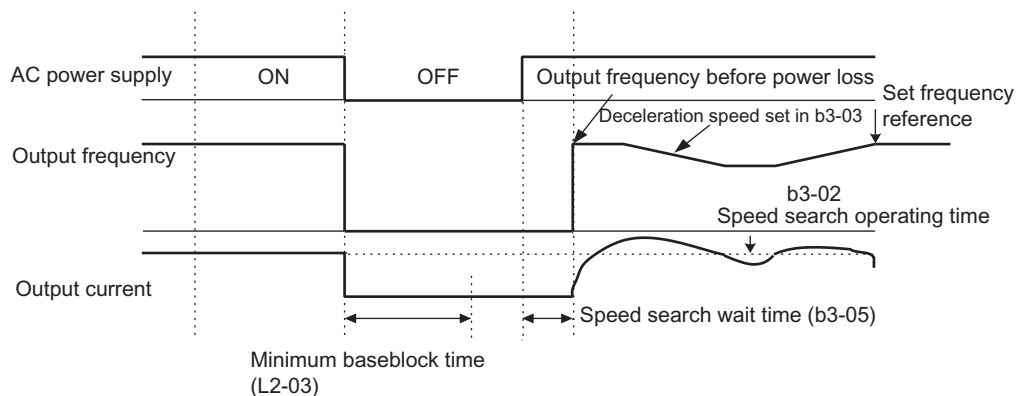 AC power supply
ON
OFF
Output frequency before power loss
Set frequency
reference
Deceleration speed set in b3-03
Output frequency
b3-02
Speed search operating time
Output current
Speed search wait time (b3-05)
Minimum baseblock time
(L2-03)